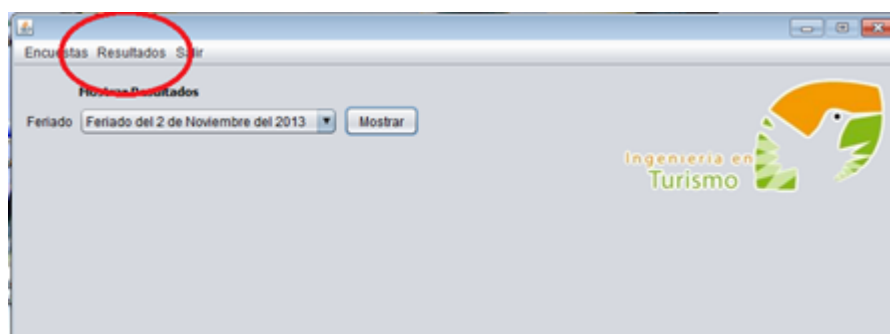 Encuestas Resultados Salir
Mostrar Resultados
Feriado Feriado del 2 de Noviembre del 2013 Mostrar
Ingeniería en
Turismo